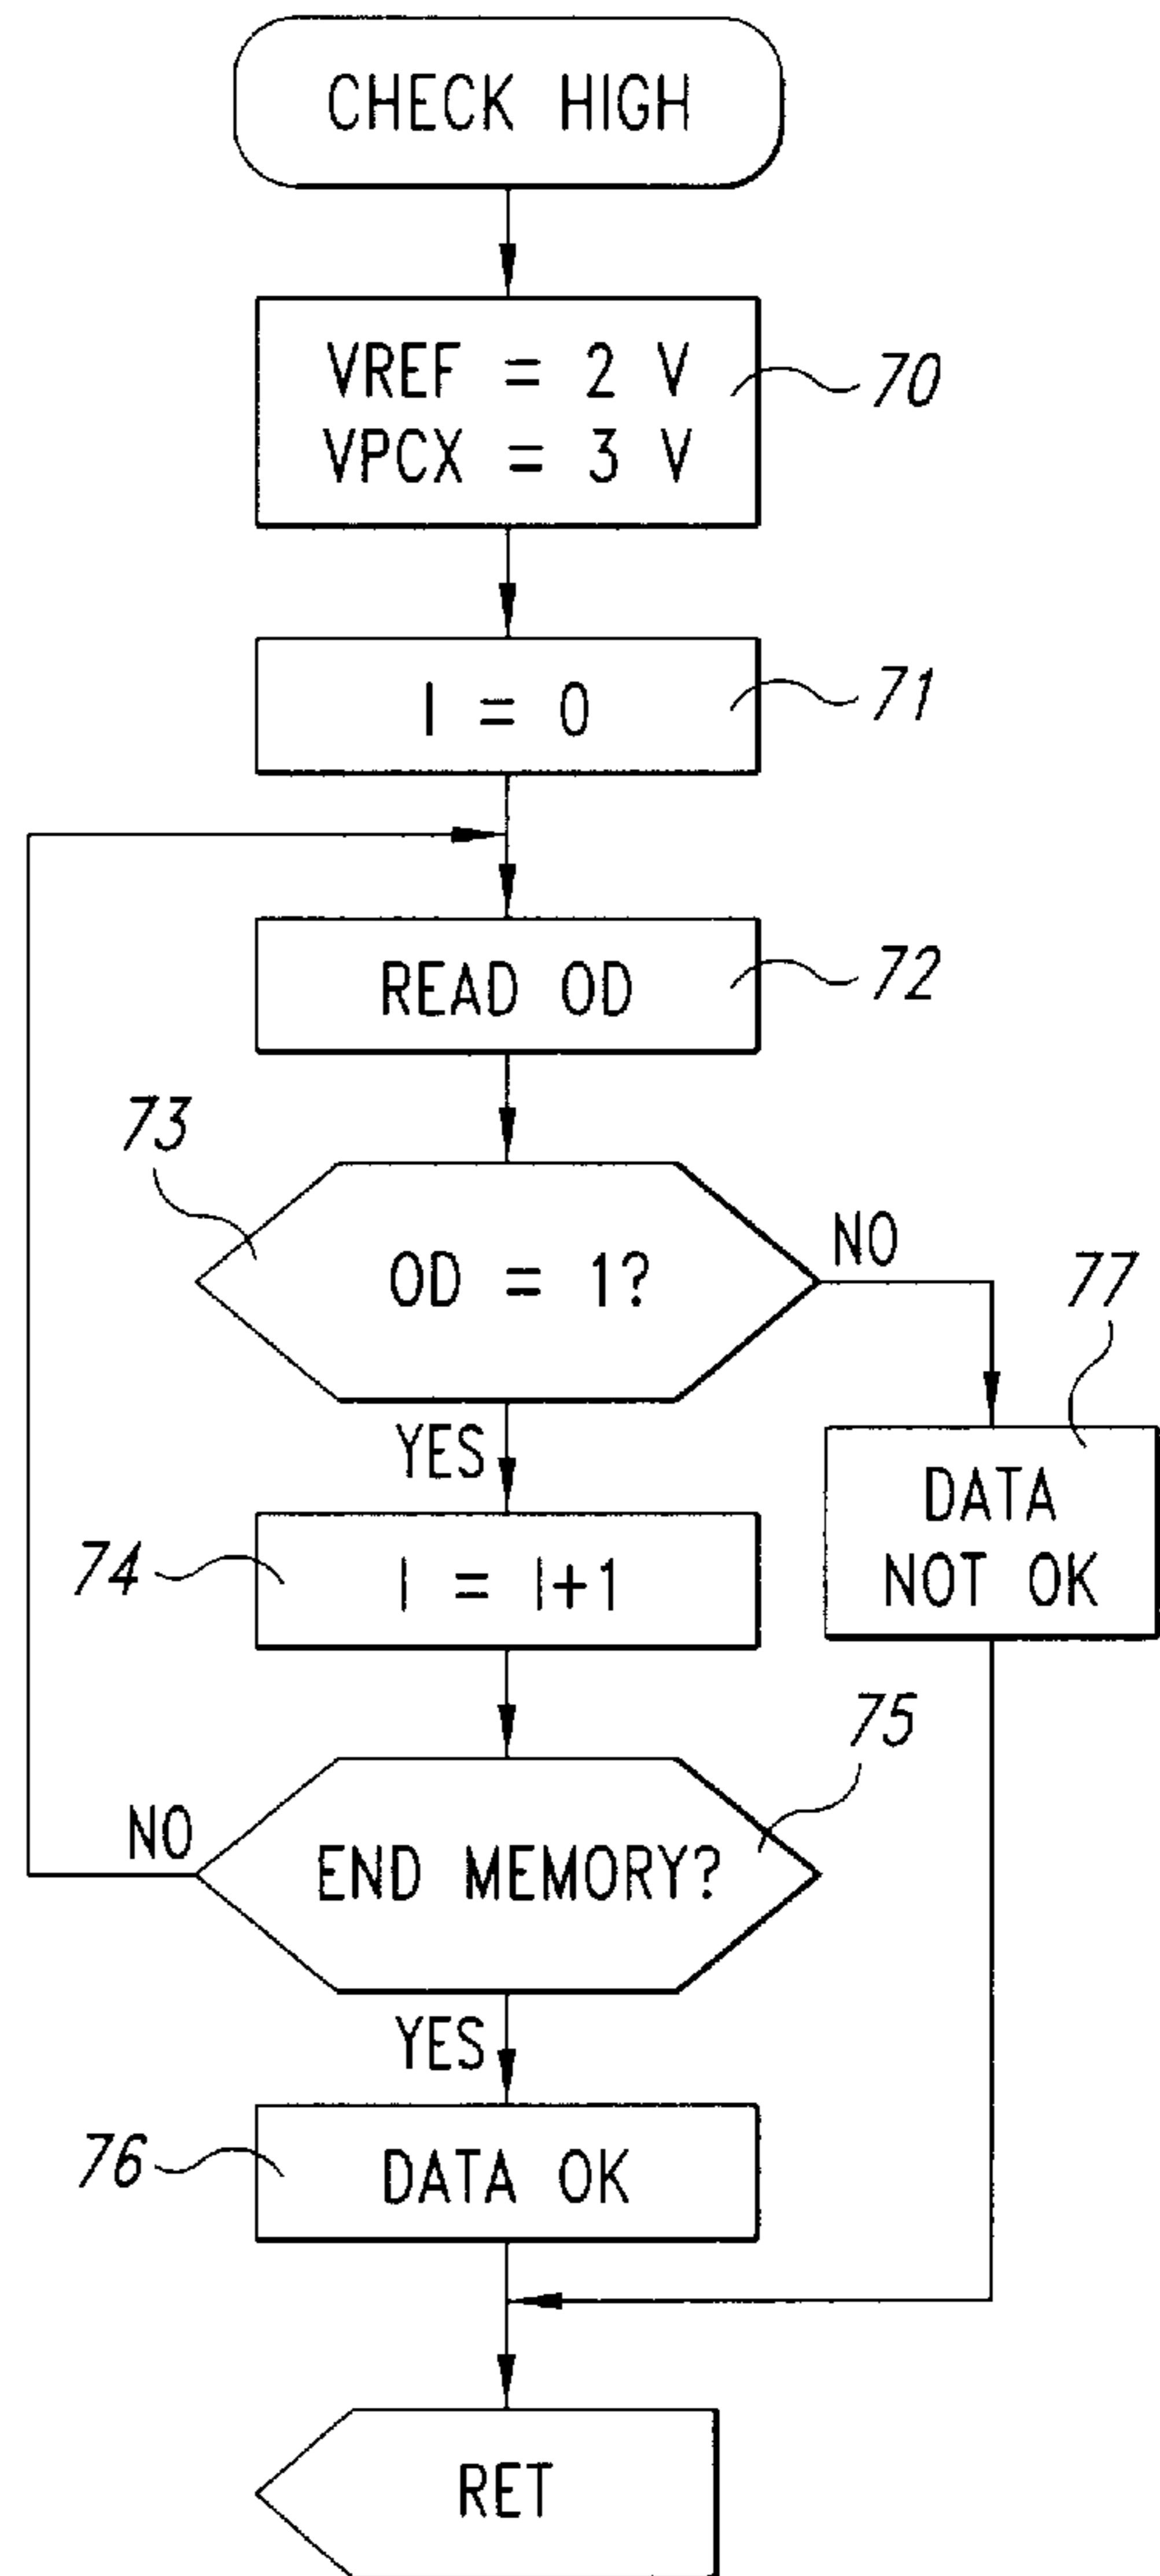 CHECK HIGH
VREF = 2 V
VPCX = 3 V
70
I = 0
71
READ OD
72
73
OD = 1?
NO
77
YES
DATA
NOT OK
74
I = I+1
75
NO
END MEMORY?
YES
76
DATA OK
RET